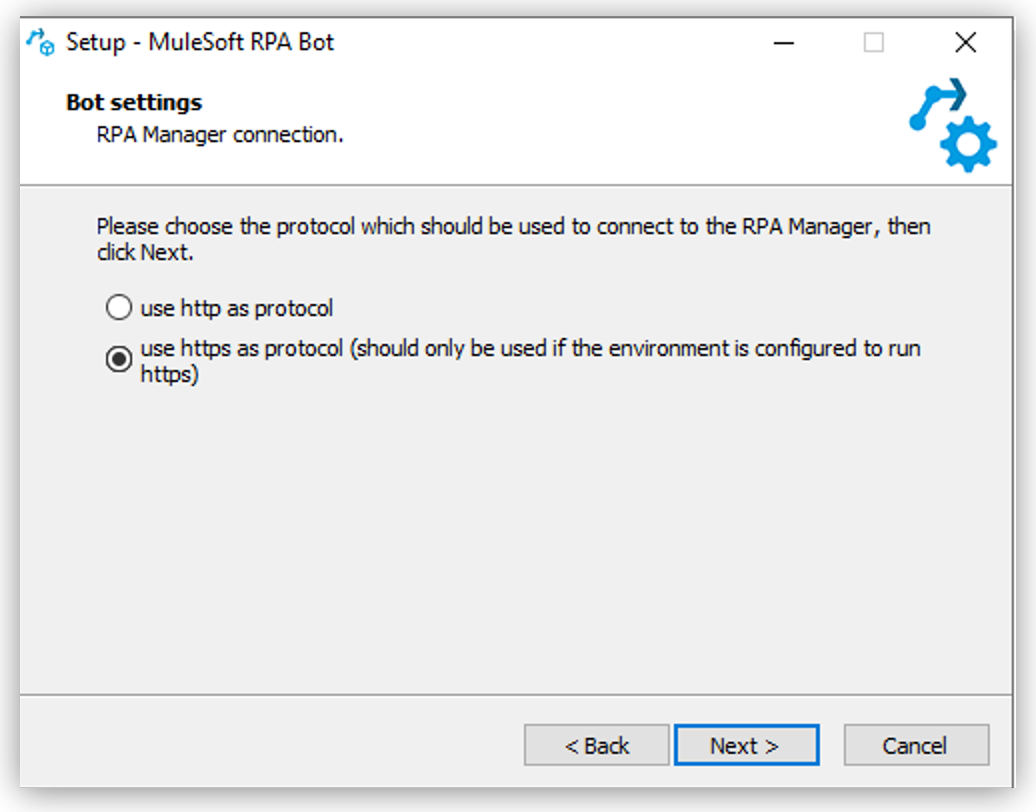 Setup - MuleSoft RPA Bot
Bot settings
RPA Manager connection.
Please choose the protocol which should be used to connect to the RPA Manager, then
click Next.
use http as protocol
use https as protocol (should only be used if the environment is configured to run
https)
< Back
Next >
Cancel